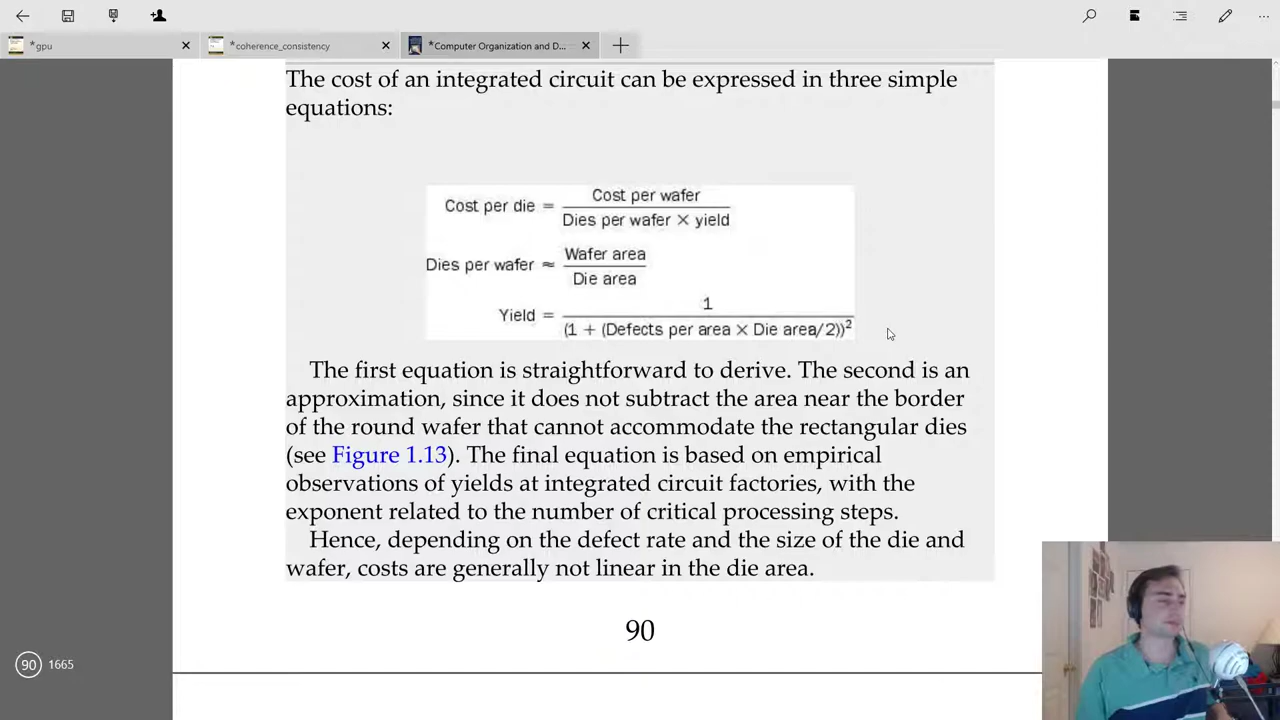 *gpu
*coherence_consistency
*Computer Organization and D...
The cost of an integrated circuit can be expressed in three simple
equations:
Cost per die = Cost per wafer / Dies per wafer × yield
Dies per wafer ≈ Wafer area / Die area
Yield = 1 / (1 + (Defects per area × Die area/2))²
The first equation is straightforward to derive. The second is an
approximation, since it does not subtract the area near the border
of the round wafer that cannot accommodate the rectangular dies
(see Figure 1.13). The final equation is based on empirical
observations of yields at integrated circuit factories, with the
exponent related to the number of critical processing steps.
Hence, depending on the defect rate and the size of the die and
wafer, costs are generally not linear in the die area.
90
90 1665